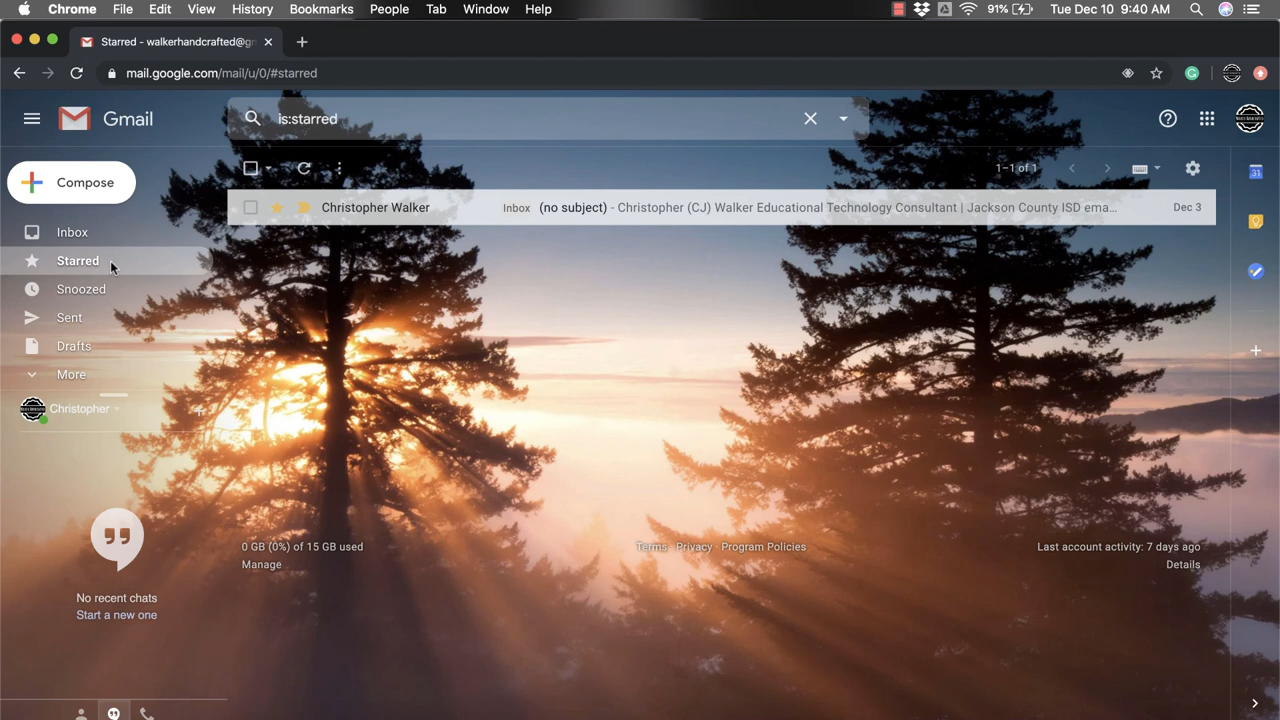 Chrome File Edit View History Bookmarks People Tab Window Help 91% Tue Dec 10 9:40 AM
Starred - walkerhandcrafted@g
mail.google.com/mail/u/0/#starred
Gmail is:starred
Compose 1–1 of 1
Christopher Walker Inbox (no subject) - Christopher (CJ) Walker Educational Technology Consultant | Jackson County ISD ema... Dec 3
Inbox
Starred
Snoozed
Sent
Drafts
More
Christopher
0 GB (0%) of 15 GB used Terms · Privacy · Program Policies Last account activity: 7 days ago
Manage Details
No recent chats
Start a new one
31